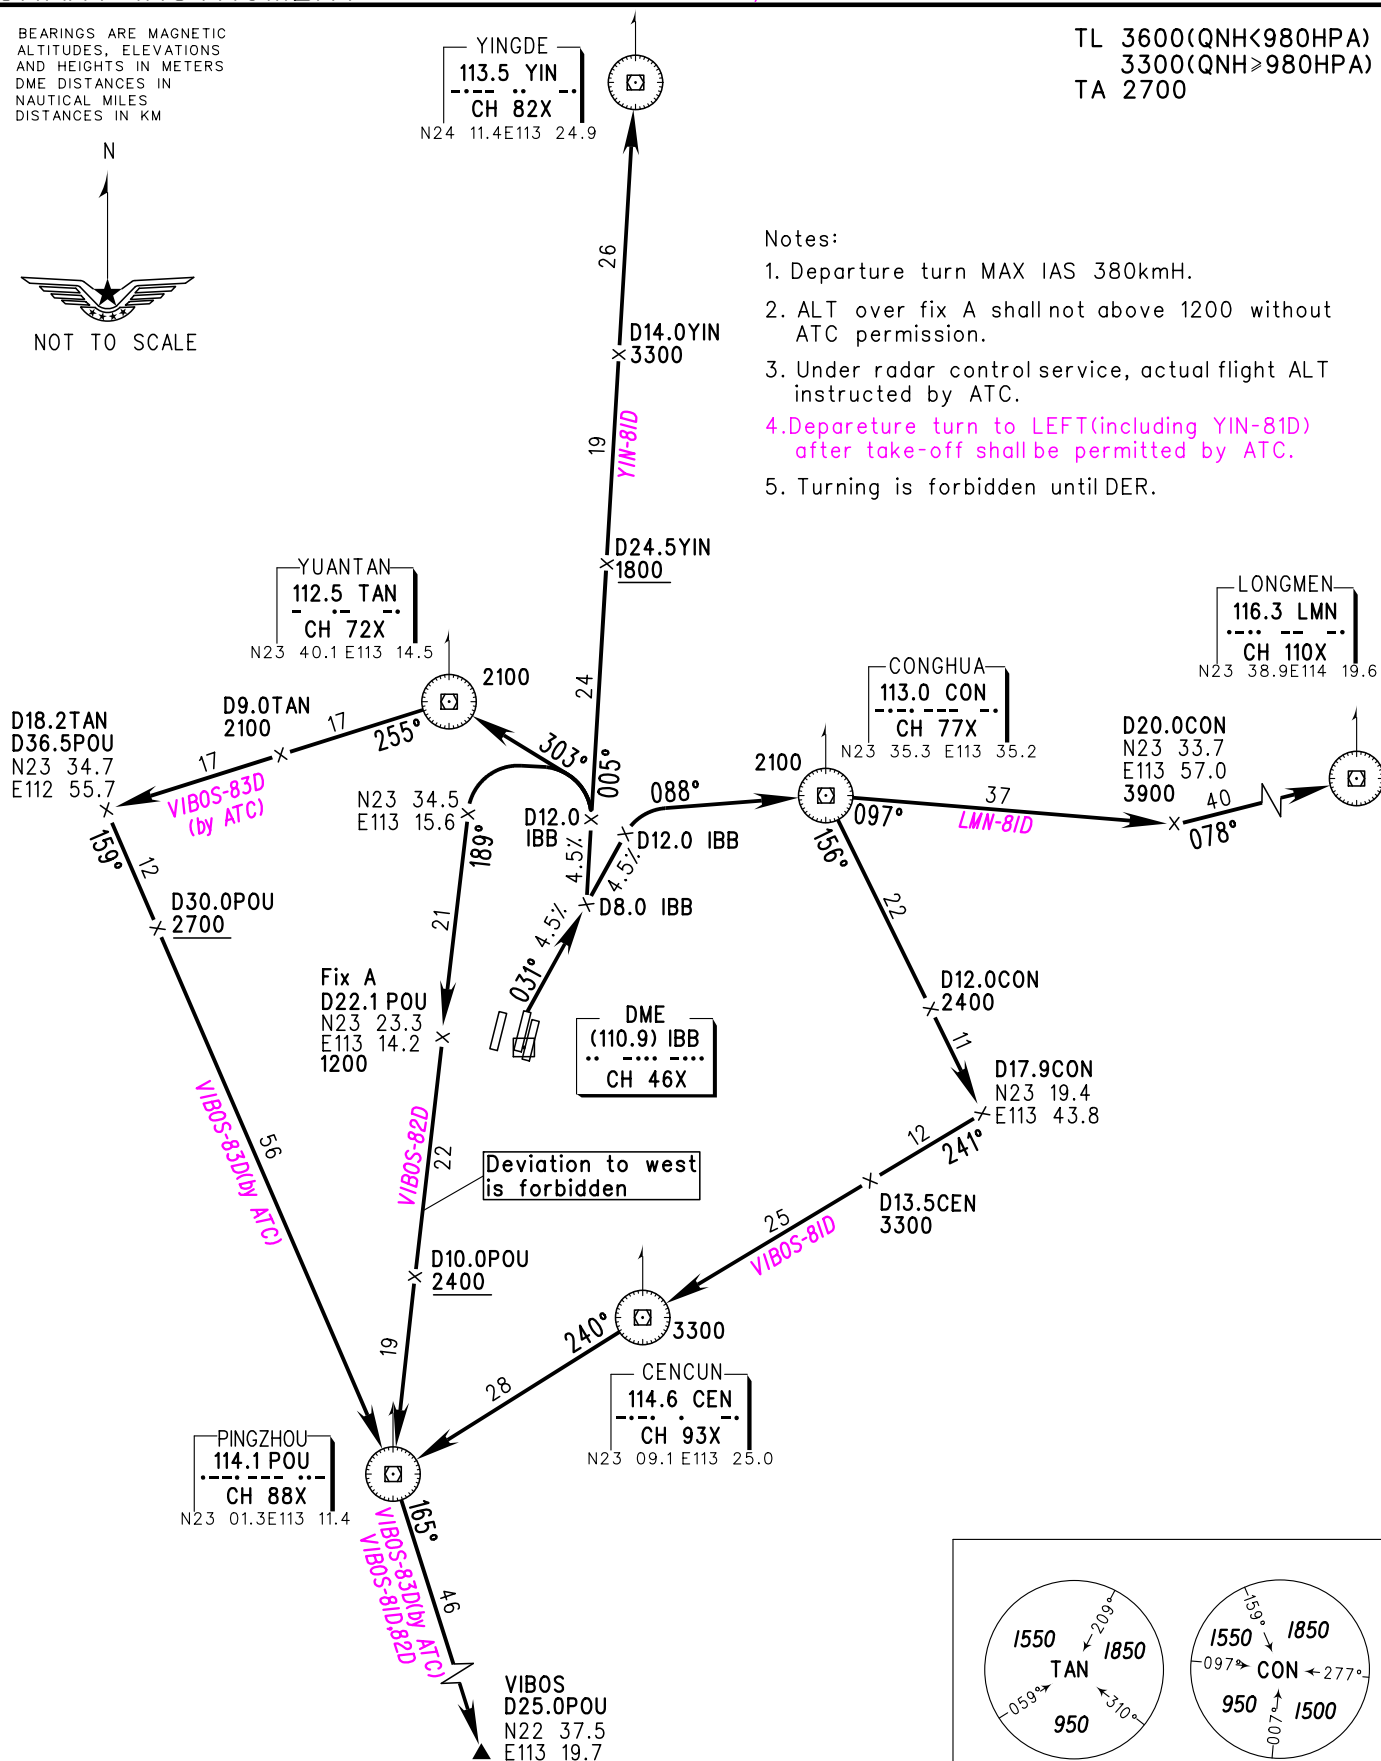 BEARINGS ARE MAGNETIC
ALTITUDES, ELEVATIONS
AND HEIGHTS IN METERS
DME DISTANCES IN
NAUTICAL MILES
DISTANCES IN KM
N
NOT TO SCALE
TL 3600(QNH<980HPA)
3300(QNH≥980HPA)
TA 2700
YINGDE
113.5 YIN
CH 82X
N24 11.4E113 24.9
Notes:
1. Departure turn MAX IAS 380kmH.
2. ALT over fix A shall not above 1200 without
ATC permission.
3. Under radar control service, actual flight ALT
instructed by ATC.
4.Depareture turn to LEFT(including YIN-81D)
after take-off shall be permitted by ATC.
5. Turning is forbidden until DER.
26
D14.0YIN
3300
19
YIN-81D
D24.5YIN
1800
24
005°
YUANTAN
112.5 TAN
CH 72X
N23 40.1 E113 14.5
2100
303°
255°
D9.0TAN
2100
17
17
VIBOS-83D
(by ATC)
D18.2TAN
D36.5POU
N23 34.7
E112 55.7
159°
12
D30.0POU
2700
56
VIBOS-83D(by ATC)
N23 34.5
E113 15.6
189°
21
D12.0
IBB
4.5%
4.5%
D12.0 IBB
D8.0 IBB
4.5%
031°
088°
LONGMEN
116.3 LMN
CH 110X
N23 38.9E114 19.6
CONGHUA
113.0 CON
CH 77X
N23 35.3 E113 35.2
2100
097°
37
LMN-81D
D20.0CON
N23 33.7
E113 57.0
3900
40
078°
156°
22
D12.0CON
2400
11
D17.9CON
N23 19.4
E113 43.8
12
241°
D13.5CEN
3300
25
VIBOS-81D
Fix A
D22.1 POU
N23 23.3
E113 14.2
1200
DME
(110.9) IBB
CH 46X
VIBOS-82D
22
Deviation to west
is forbidden
D10.0POU
2400
19
240°
3300
28
CENCUN
114.6 CEN
CH 93X
N23 09.1 E113 25.0
PINGZHOU
114.1 POU
CH 88X
N23 01.3E113 11.4
165°
VIBOS-83D(by ATC)
VIBOS-81D,82D
46
VIBOS
D25.0POU
N22 37.5
E113 19.7
1550
209°
1850
TAN
059°
950
310°
159°
1550
1850
097°
CON
277°
950
1500
007°